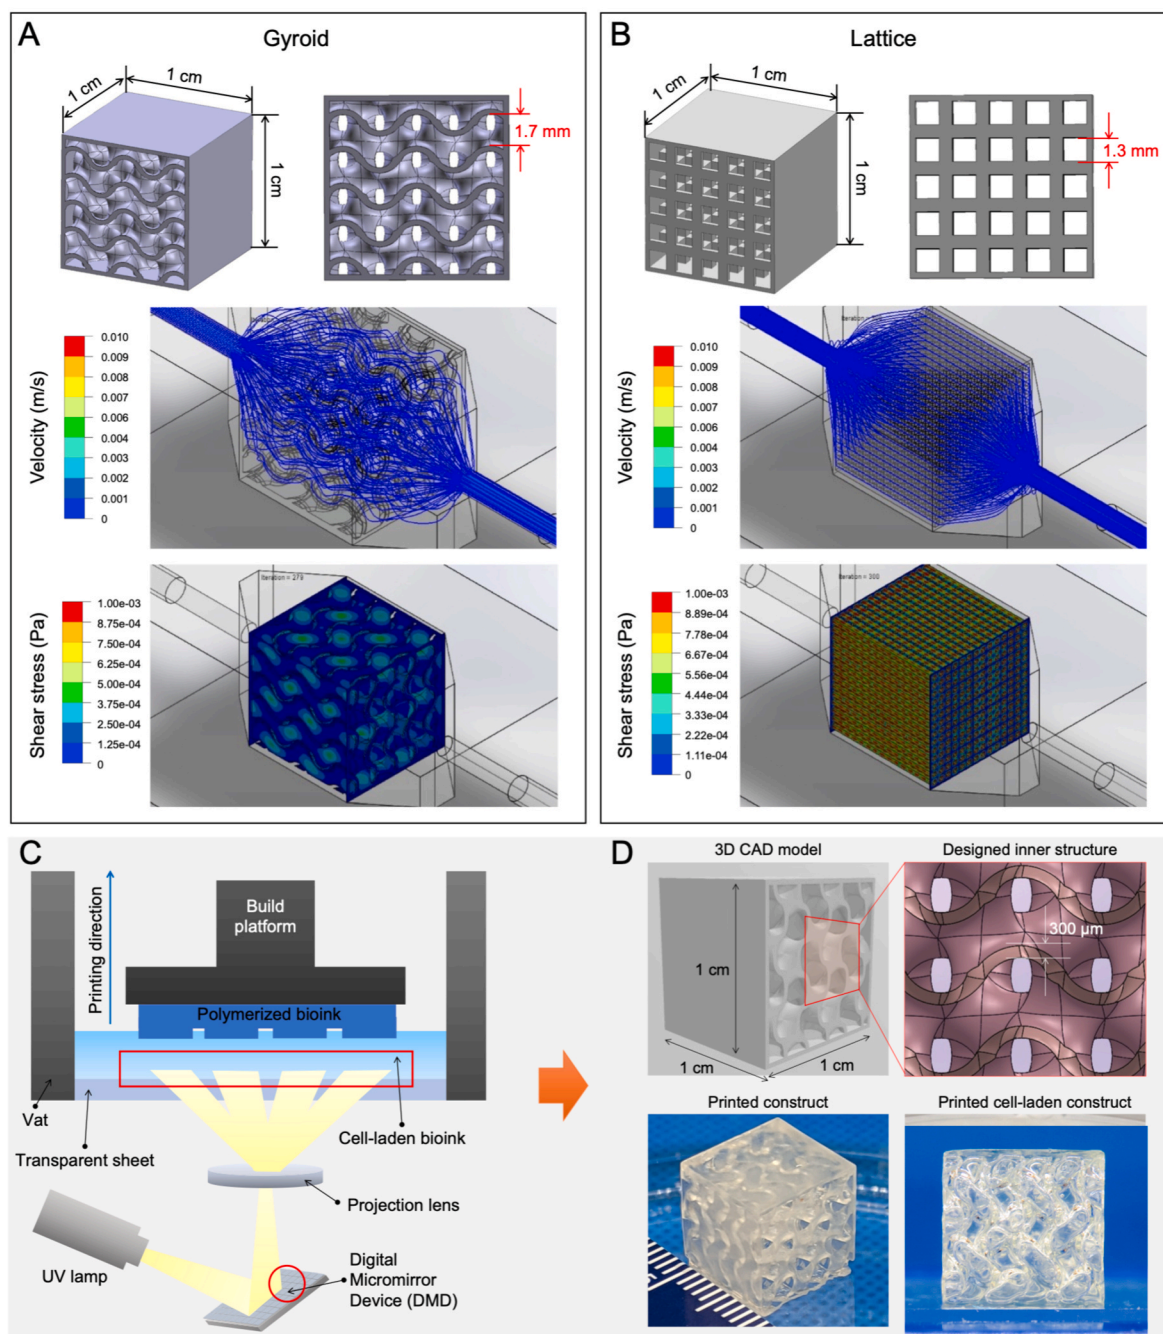 A
Gyroid
1 cm
1 cm
1 cm
1.7 mm
Velocity (m/s)
0.010
0.009
0.008
0.007
0.006
0.004
0.003
0.002
0.001
0
Shear stress (Pa)
Iteration = 279
1.00e-03
8.75e-04
7.50e-04
6.25e-04
5.00e-04
3.75e-04
2.50e-04
1.25e-04
0
B
Lattice
1 cm
1 cm
1 cm
1.3 mm
Velocity (m/s)
0.010
0.009
0.008
0.007
0.006
0.004
0.003
0.002
0.001
0
Shear stress (Pa)
Iteration = 300
1.00e-03
8.89e-04
7.78e-04
6.67e-04
5.56e-04
4.44e-04
3.33e-04
2.22e-04
1.11e-04
0
C
Printing direction
Build
platform
Polymerized bioink
Vat
Transparent sheet
Cell-laden bioink
Projection lens
UV lamp
Digital
Micromirror
Device (DMD)
D
3D CAD model
1 cm
1 cm
1 cm
Designed inner structure
300 µm
Printed construct
Printed cell-laden construct